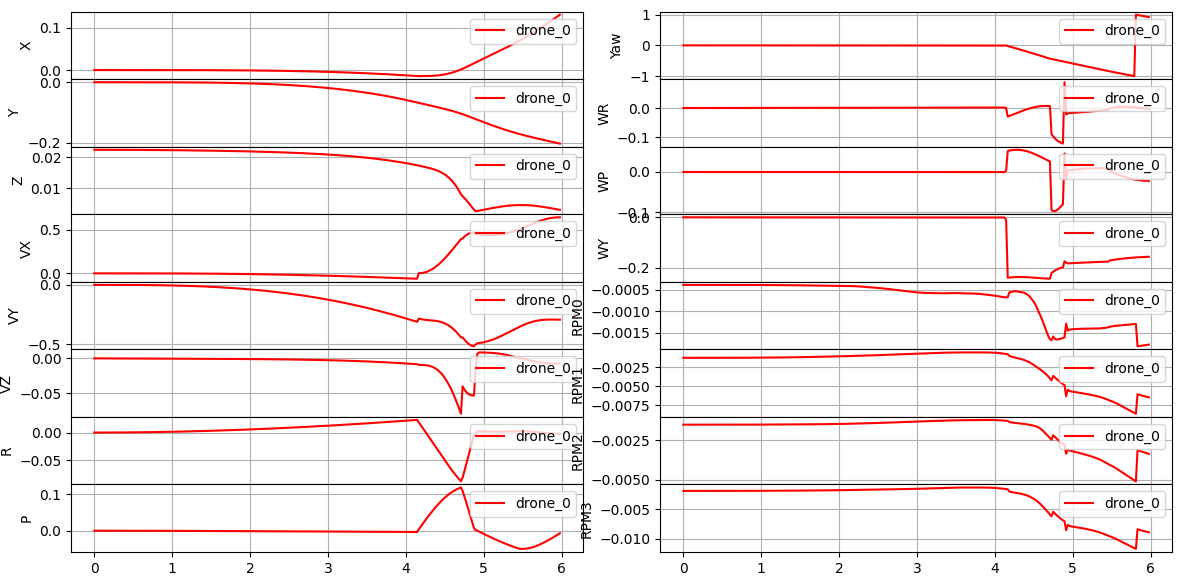 X
0.1
0.0
drone_0
Y
0.0
−0.2
drone_0
Z
0.02
0.01
drone_0
VX
0.5
0.0
drone_0
VY
0.0
−0.5
drone_0
VZ
0.00
−0.05
drone_0
R
0.00
−0.05
drone_0
P
0.1
0.0
drone_0
0 1 2 3 4 5 6
Yaw
1
0
−1
drone_0
WR
0.0
−0.1
drone_0
WP
0.0
−0.1
drone_0
WY
0.0
−0.2
drone_0
RPM0
−0.0005
−0.0010
−0.0015
drone_0
RPM1
−0.0025
−0.0050
−0.0075
drone_0
RPM2
−0.0025
−0.0050
drone_0
RPM3
−0.005
−0.010
drone_0
0 1 2 3 4 5 6